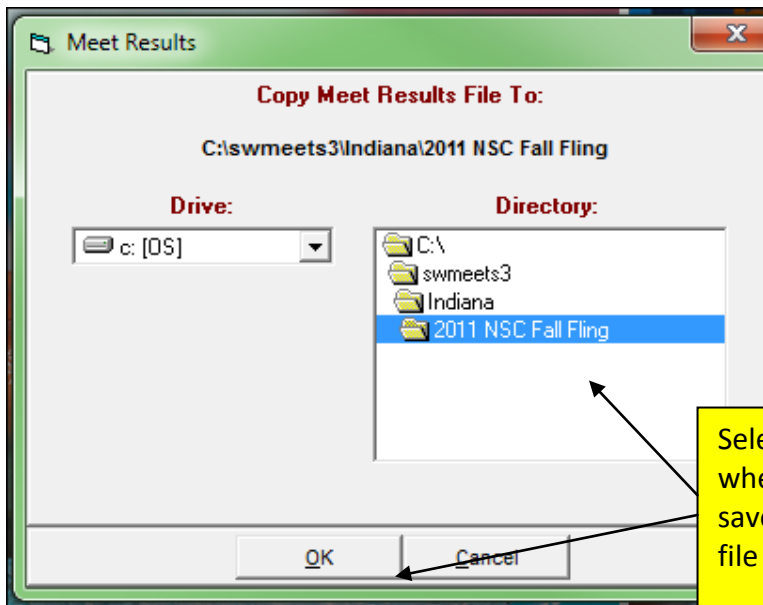 Meet Results
x
Copy Meet Results File To:
C:\swmeets3\Indiana\2011 NSC Fall Fling
Drive:
Directory:
c: [OS]
C:\
swmeets3
Indiana
2011 NSC Fall Fling
save
file
OK
Cancel